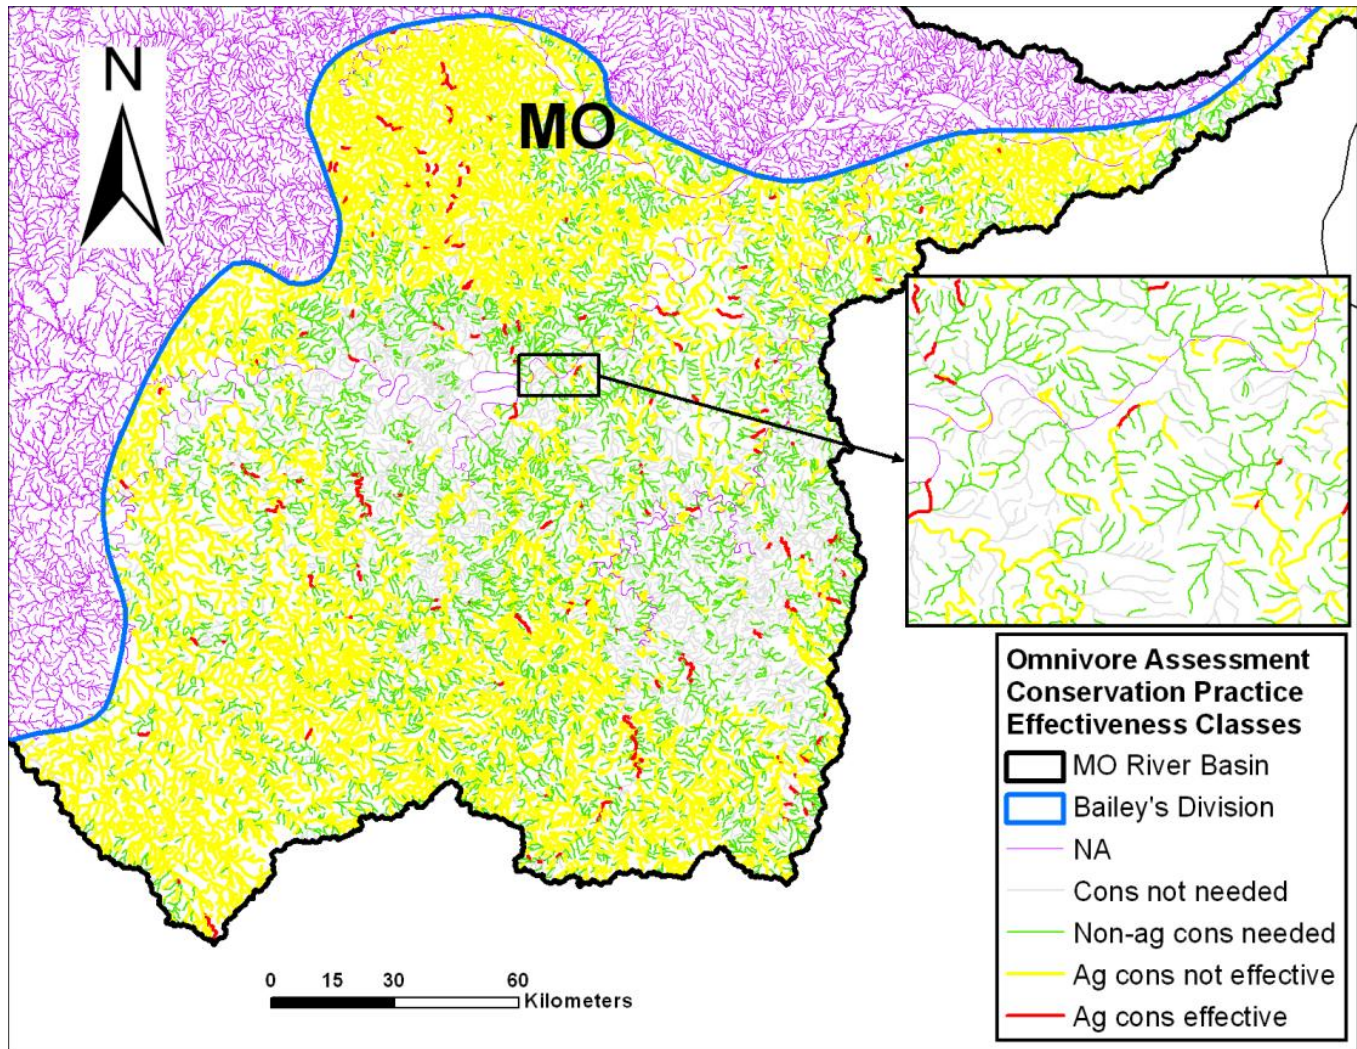 N
MO
Omnivore Assessment
Conservation Practice
Effectiveness Classes
MO River Basin
Bailey's Division
NA
Cons not needed
Non-ag cons needed
Ag cons not effective
Ag cons effective
0 15 30 60
Kilometers